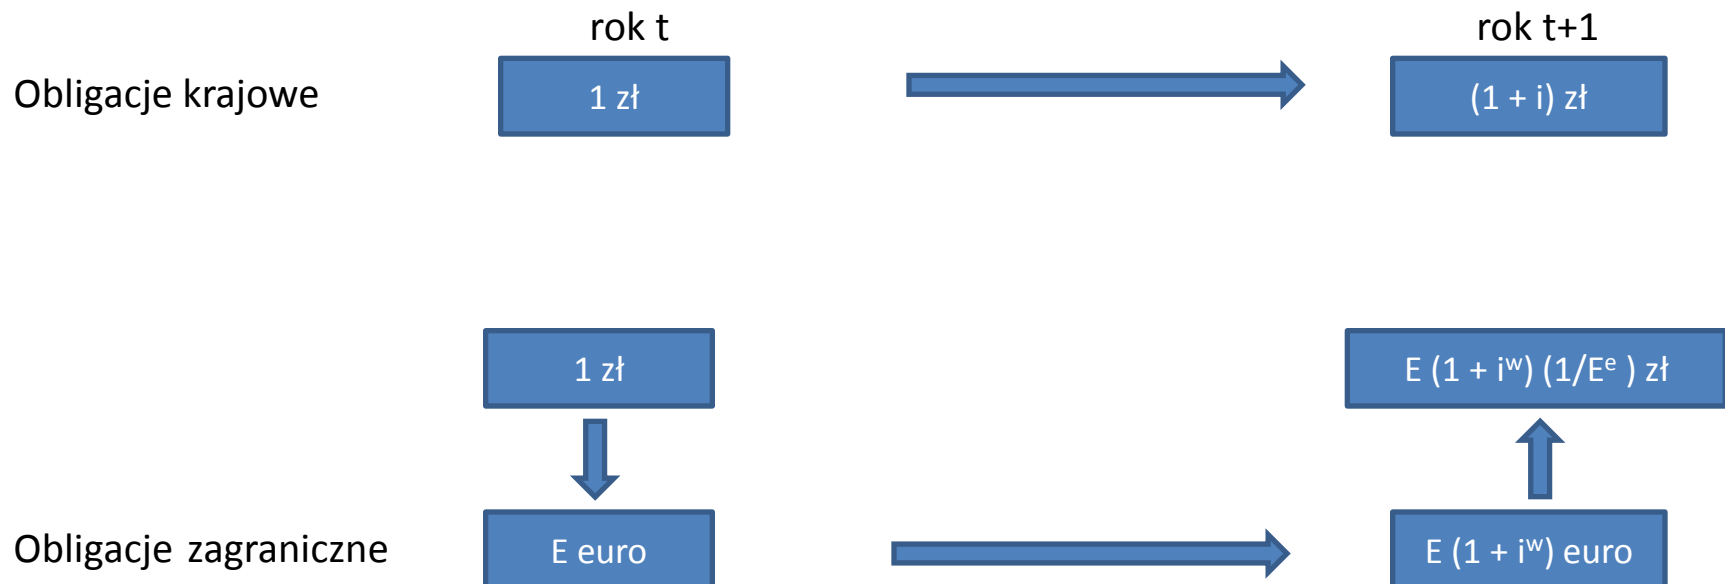 rok t
rok t+1
Obligacje krajowe
1 zł
(1 + i) zł
1 zł
E (1 + iʷ) (1/Eᵉ ) zł
Obligacje zagraniczne
E euro
E (1 + iʷ) euro